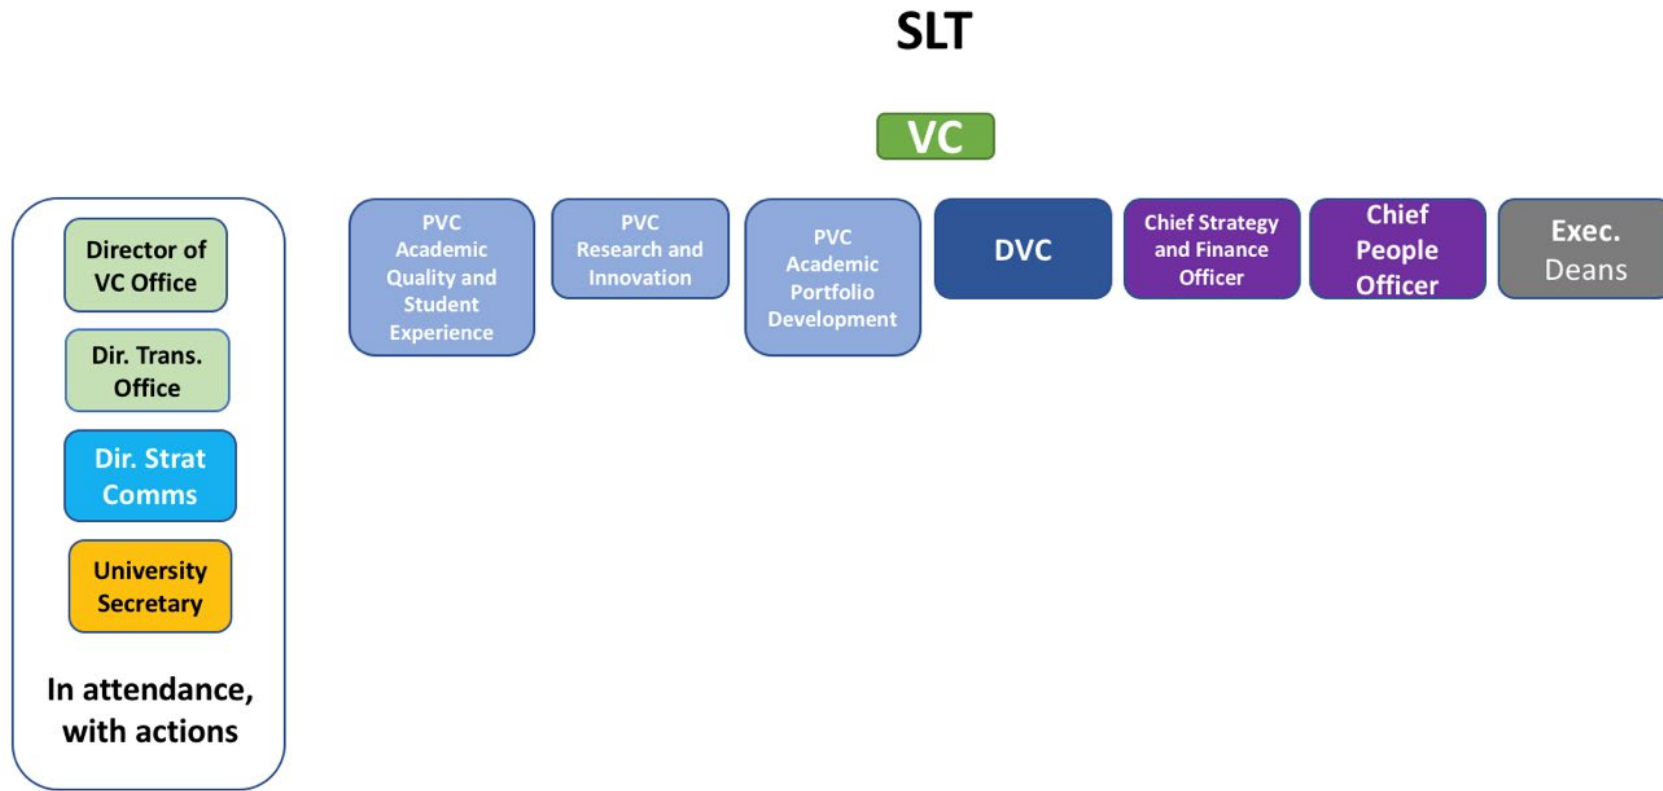 SLT
VC
Director of
VC Office
Dir. Trans.
Office
Dir. Strat
Comms
University
Secretary
In attendance,
with actions
PVC
Academic
Quality and
Student
Experience
PVC
Research and
Innovation
PVC
Academic
Portfolio
Development
DVC
Chief Strategy
and Finance
Officer
Chief
People
Officer
Exec.
Deans